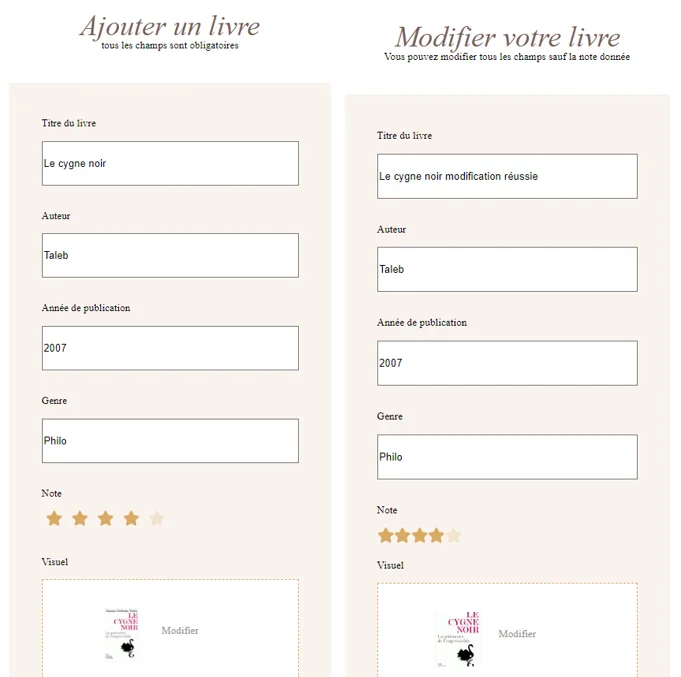 Ajouter un livre
tous les champs sont obligatoires
Titre du livre
Le cygne noir
Auteur
Taleb
Année de publication
2007
Genre
Philo
Note
Visuel
LE
CYGNE
NOIR
Modifier
Modifier votre livre
Vous pouvez modifier tous les champs sauf la note donnée
Titre du livre
Le cygne noir modification réussie
Auteur
Taleb
Année de publication
2007
Genre
Philo
Note
Visuel
LE
CYGNE
NOIR
Modifier